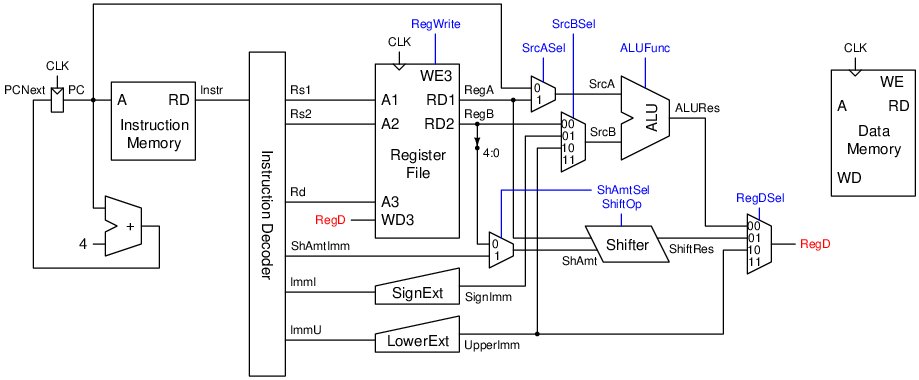 RegWrite
SrcBSel
CLK
SrcASel
ALUFunc
CLK
CLK
WE3
WE
PCNext
PC
A
RD
Instr
Rs1
A1
RD1
RegA
0
1
SrcA
ALURes
A
RD
Instruction
Memory
Rs2
A2
RD2
RegB
00
01
10
11
SrcB
ALU
Data
Memory
4:0
Register
File
Instruction Decoder
WD
ShAmtSel
ShiftOp
RegDSel
Rd
A3
RegD
WD3
4
+
ShAmtImm
0
1
ShAmt
Shifter
ShiftRes
00
01
10
11
RegD
ImmI
SignExt
SignImm
ImmU
LowerExt
UpperImm